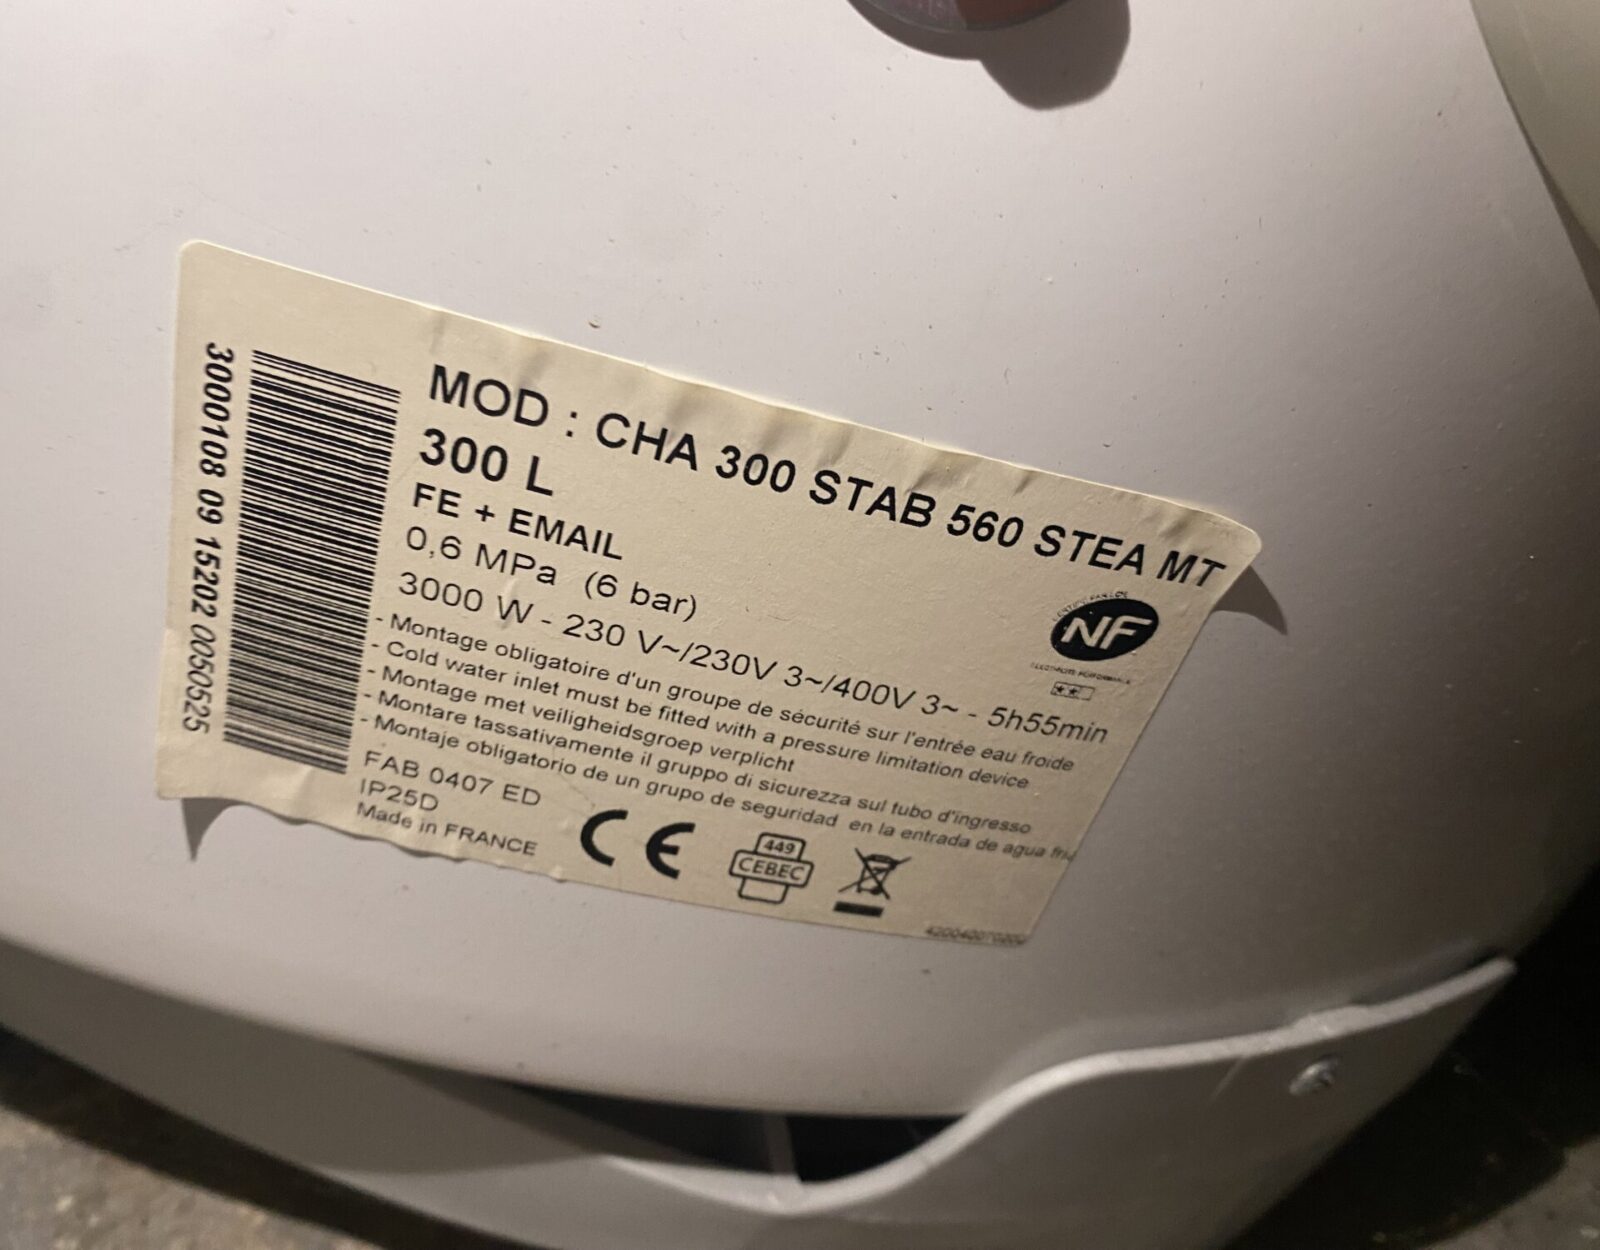 MOD : CHA 300 STAB 560 STEA MT
300 L
FE + EMAIL
0,6 MPa (6 bar)
3000 W - 230 V~/230V 3~/400V 3~ - 5h55min
- Montage obligatoire d'un groupe de sécurité sur l'entrée eau froide
- Cold water inlet must be fitted with a pressure limitation device
- Montage met veiligheidsgroep verplicht
- Montare tassativamente il gruppo di sicurezza sul tubo d'ingresso
- Montaje obligatorio de un grupo de seguridad en la entrada de agua fria
FAB 0407 ED
IP25D
Made in FRANCE
CE
449
CEBEC
NF
3000108 09 15202 0050525